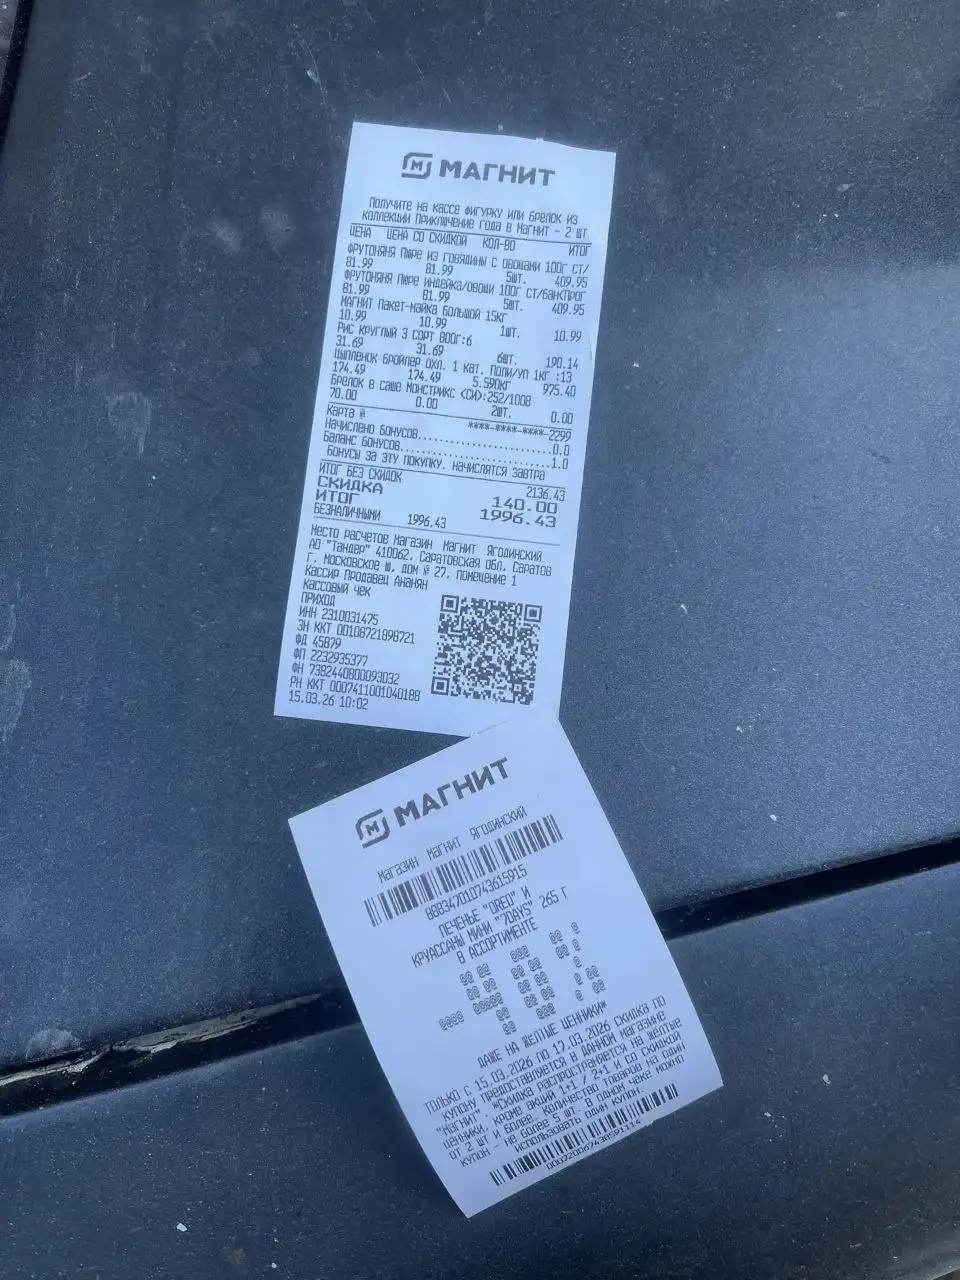 МАГНИТ
Получите на кассе фигурку или брелок из
коллекции Приключение года в Магнит - 2 шт
ЦЕНА ЦЕНА СО СКИДКОЙ КОЛ-ВО ИТОГ
ФРУТОНЯНЯ Пюре из говядины с овощами 100г ст/
81.99 81.99 5шт. 409.95
ФРУТОНЯНЯ Пюре индейка/овощи 100г ст/бан<Прог
81.99 81.99 5шт. 409.95
МАГНИТ Пакет-майка большой 15кг
10.99 10.99 1шт. 10.99
Рис круглый 3 сорт 800г:6
31.69 31.69 6шт. 190.14
Цыпленок бройлер охл. 1 кат. поли/уп 1кг :13
174.49 174.49 5.590кг 975.40
Брелок в саше Монстрикс <СИ>:252/1008
70.00 0.00 2шт. 0.00
Карта № ****-****-****-2299
Начислено бонусов......................0.0
Баланс бонусов.........................1.0
Бонусы за эту покупку. начислятся завтра
ИТОГ БЕЗ СКИДОК 2136.43
СКИДКА 140.00
ИТОГ 1996.43
БЕЗНАЛИЧНЫМИ 1996.43
Место расчетов Магазин Магнит Ягодинский
АО "Тандер" 410062, Саратовская обл, Саратов
г, Московское ш, дом № 27, помещение 1
Кассир Продавец Ананян
Кассовый чек
ПРИХОД
ИНН 2310031475
ЗН ККТ 00108721898721
ФД 45879
ФП 2232935377
ФН 7382440800093032
РН ККТ 0007411001040188
15.03.26 10:02
МАГНИТ
Магазин Магнит Ягодинский
888347010743615915
ПЕЧЕНЬЕ "OREO" И
КРУАССАНЫ МИНИ "7DAYS" 265 Г
В АССОРТИМЕНТЕ
ДАЖЕ НА ЖЕЛТЫЕ ЦЕННИКИ*
ТОЛЬКО С 15.03.2026 ПО 17.03.2026 СКИДКА ПО
КУПОНУ ПРЕДОСТАВЛЯЕТСЯ В ДАННОМ МАГАЗИНЕ
"МАГНИТ". *СКИДКА РАСПРОСТРАНЯЕТСЯ НА ЖЕЛТЫЕ
ЦЕННИКИ, КРОМЕ АКЦИЙ 1+1 / 2+1 И СО СКИДКОЙ
ОТ 2 ШТ И БОЛЕЕ. КОЛИЧЕСТВО ТОВАРОВ НА ОДИН
КУПОН - НЕ БОЛЕЕ 5 ШТ. В ОДНОМ ЧЕКЕ МОЖНО
ИСПОЛЬЗОВАТЬ ОДИН КУПОН.